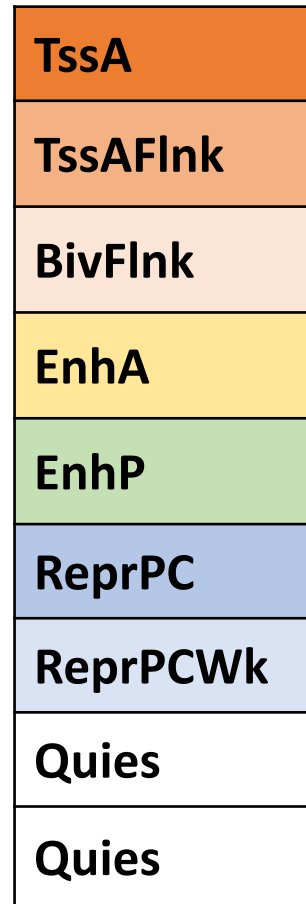 TssA
TssAFlnk
BivFlnk
EnhA
EnhP
ReprPC
ReprPCWk
Quies
Quies